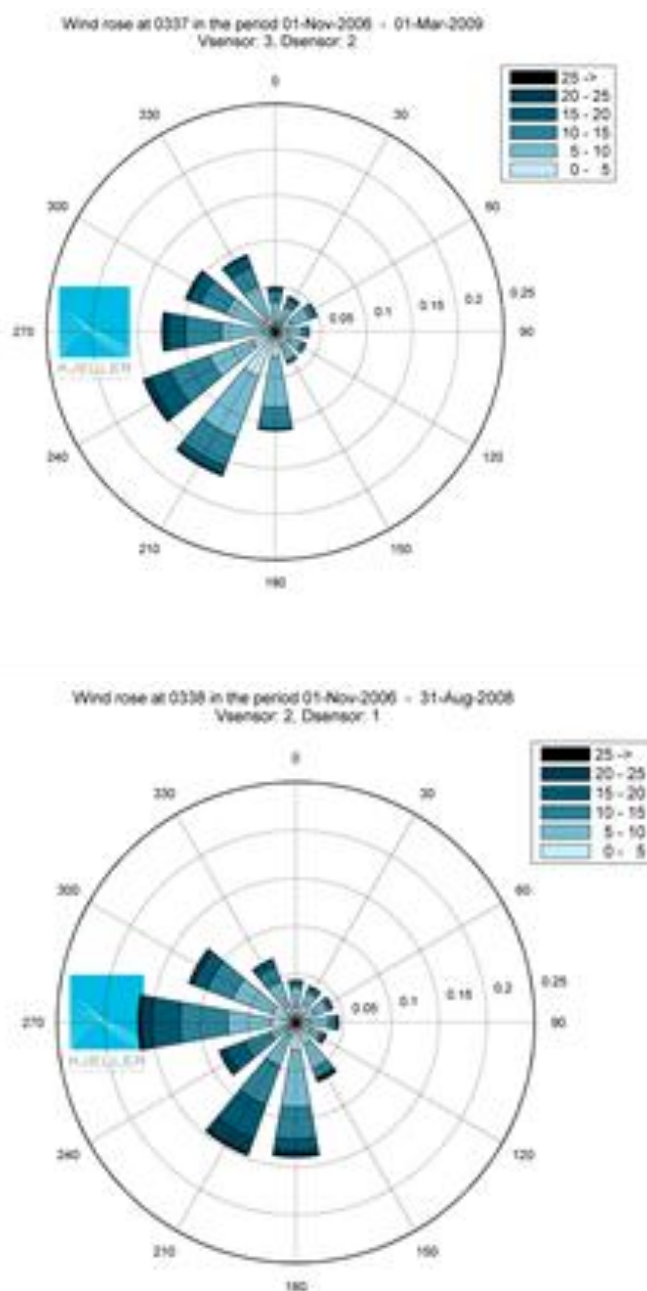 Wind rose at 0337 in the period 01-Nov-2006 - 01-Mar-2009
Vsensor: 3, Dsensor: 2
0
330
30
25 ->
20 - 25
15 - 20
10 - 15
5 - 10
0 - 5
300
60
0.05
0.1
0.15
0.2
0.25
270
90
240
120
210
150
180
Wind rose at 0338 in the period 01-Nov-2006 - 31-Aug-2008
Vsensor: 2, Dsensor: 1
0
330
30
25 ->
20 - 25
15 - 20
10 - 15
5 - 10
0 - 5
300
60
0.05
0.1
0.15
0.2
0.25
270
90
KJELLER
240
120
210
150
180